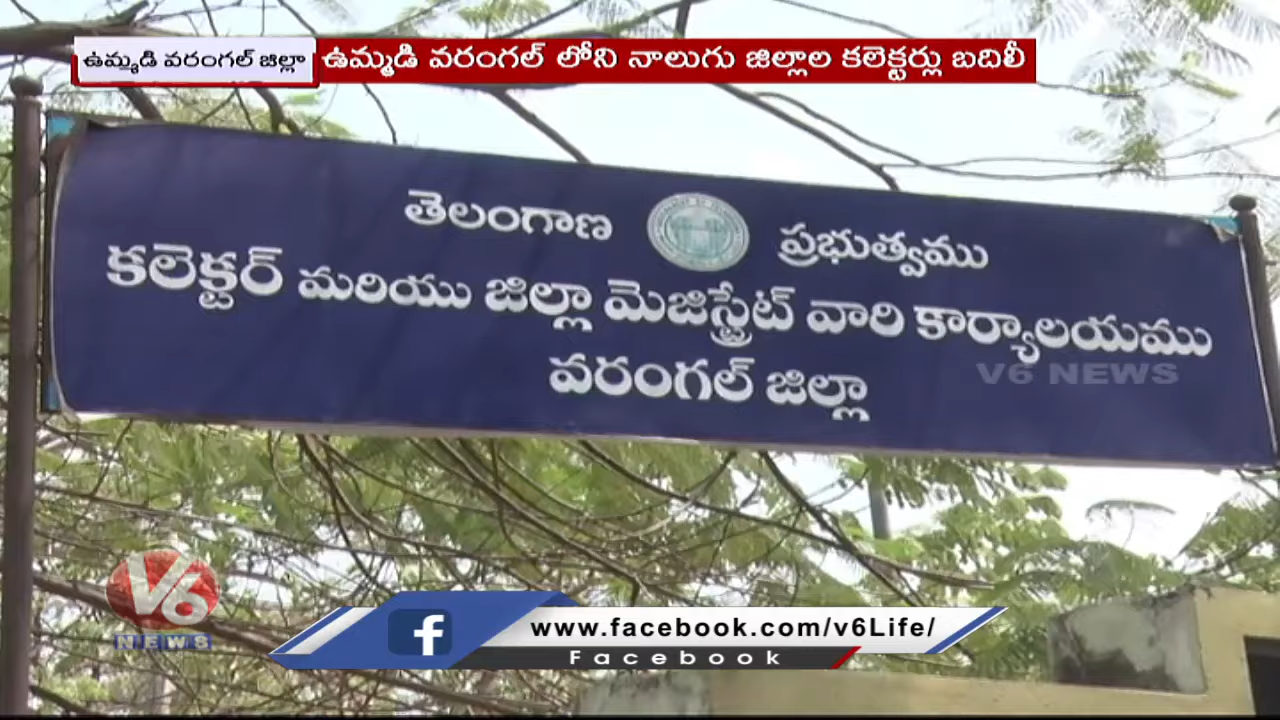 ఉమ్మడి వరంగల్ జిల్లా ఉమ్మడి వరంగల్ లోని నాలుగు జిల్లాల కలెక్టర్లు బదిలీ
తెలంగాణ ప్రభుత్వము
కలెక్టర్ మరియు జిల్లా మెజిస్ట్రేట్ వారి కార్యాలయము
వరంగల్ జిల్లా
V6 NEWS
V6
NEWS
f www.facebook.com/v6Life/
Facebook